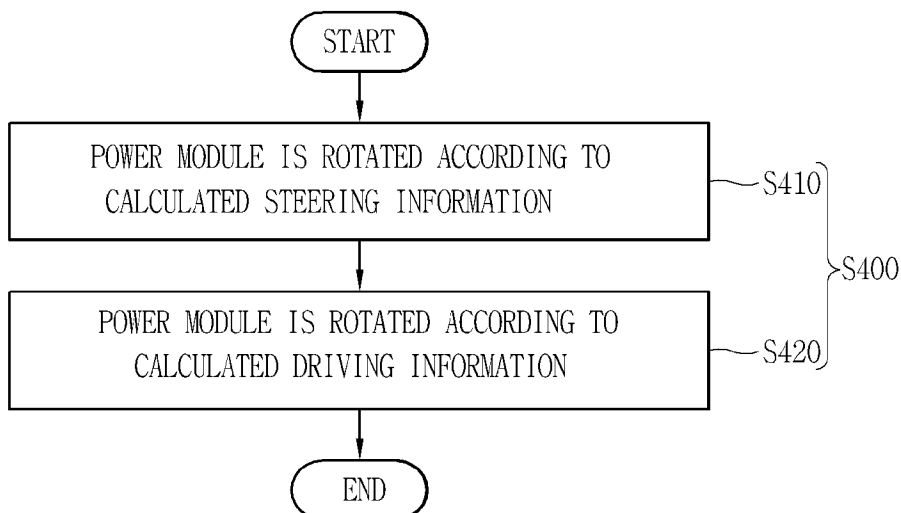 START
POWER MODULE IS ROTATED ACCORDING TO
CALCULATED STEERING INFORMATION
S410
S400
POWER MODULE IS ROTATED ACCORDING TO
CALCULATED DRIVING INFORMATION
S420
END